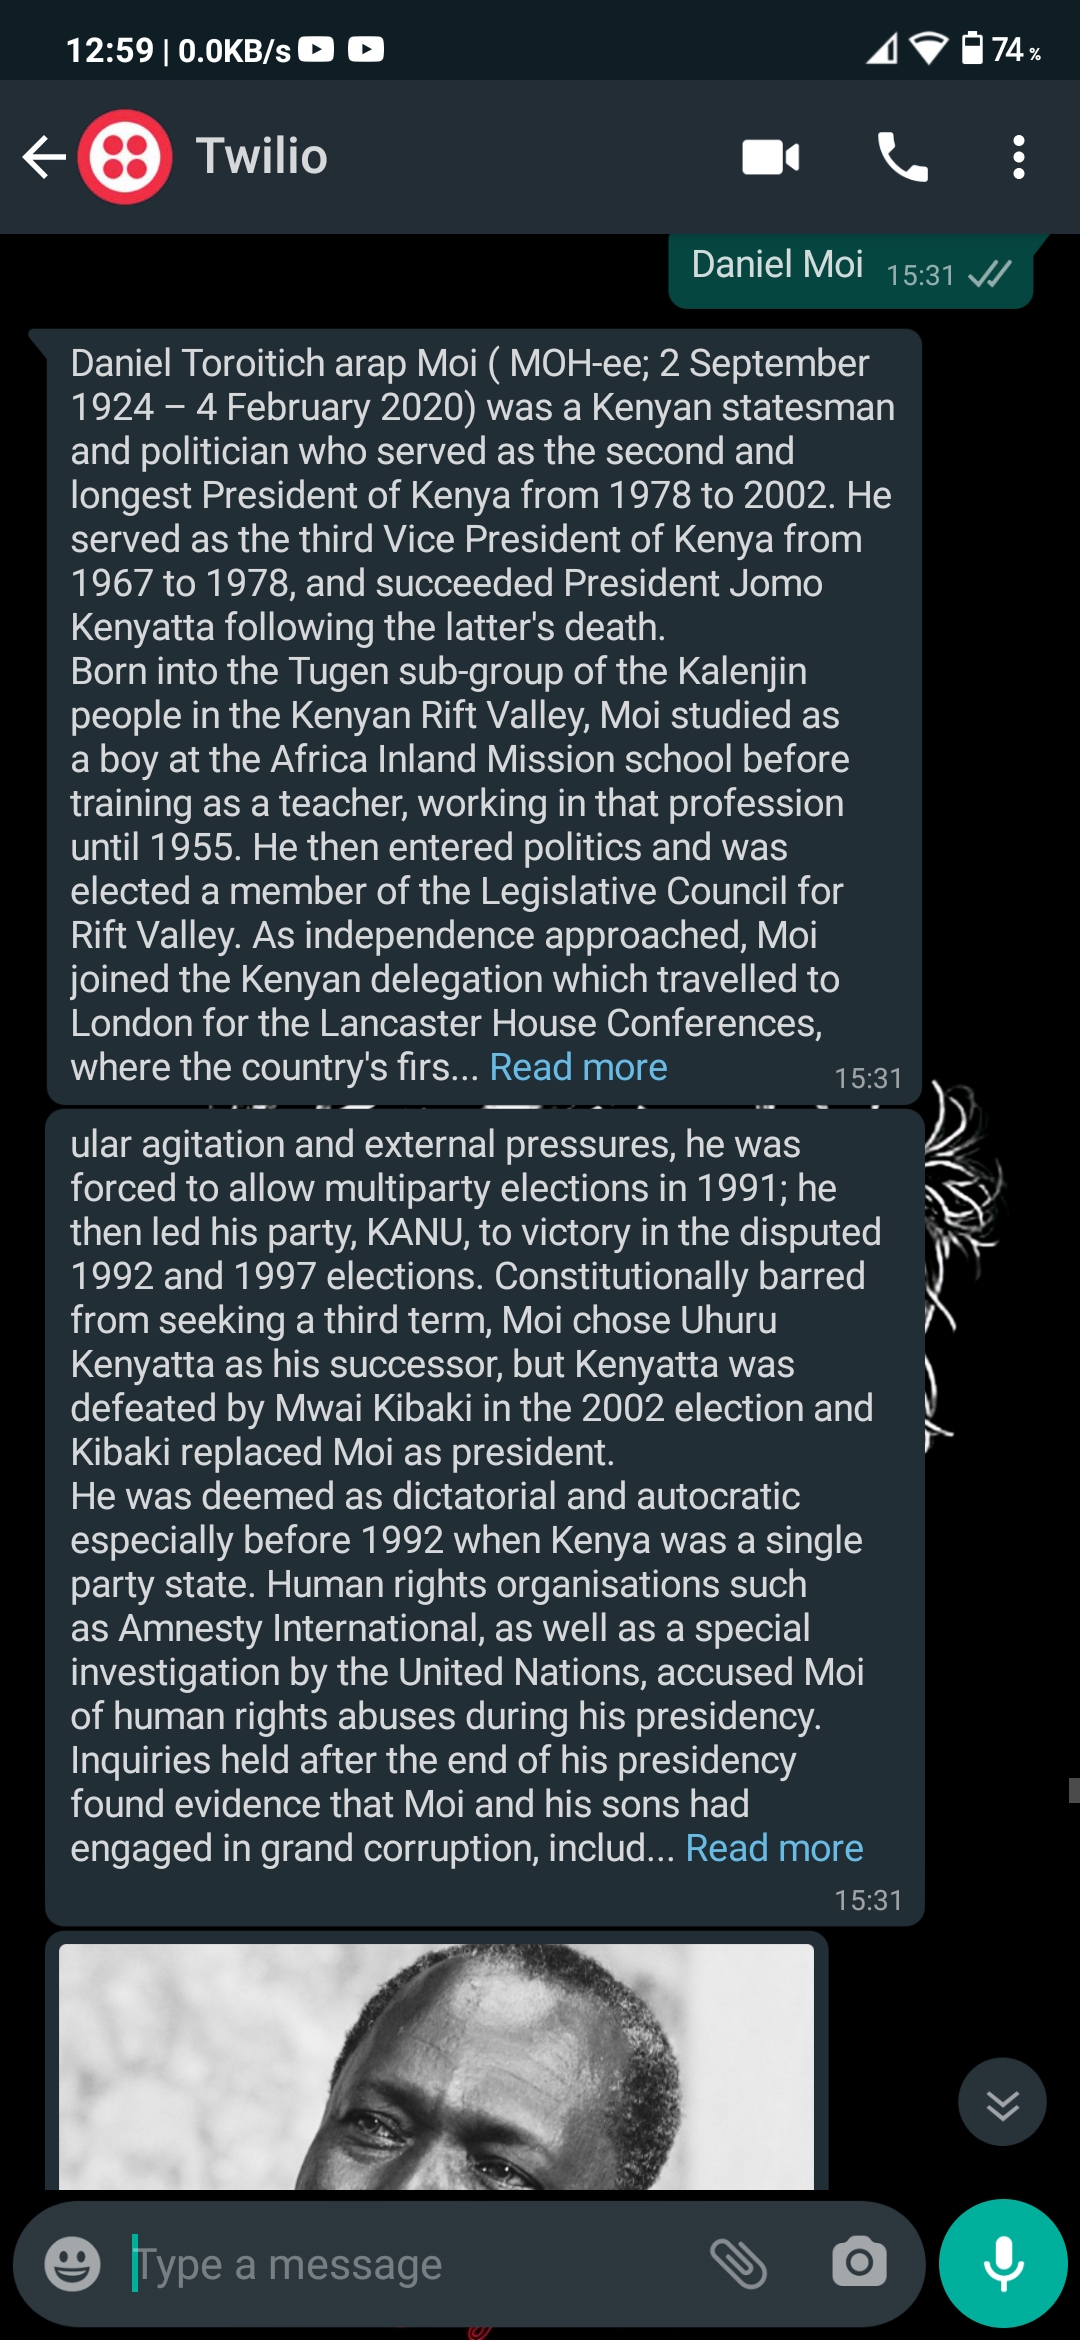 12:59 | 0.0KB/s
74%
Twilio
Daniel Moi 15:31
Daniel Toroitich arap Moi ( MOH-ee; 2 September
1924 – 4 February 2020) was a Kenyan statesman
and politician who served as the second and
longest President of Kenya from 1978 to 2002. He
served as the third Vice President of Kenya from
1967 to 1978, and succeeded President Jomo
Kenyatta following the latter's death.
Born into the Tugen sub-group of the Kalenjin
people in the Kenyan Rift Valley, Moi studied as
a boy at the Africa Inland Mission school before
training as a teacher, working in that profession
until 1955. He then entered politics and was
elected a member of the Legislative Council for
Rift Valley. As independence approached, Moi
joined the Kenyan delegation which travelled to
London for the Lancaster House Conferences,
where the country's firs... Read more
15:31
ular agitation and external pressures, he was
forced to allow multiparty elections in 1991; he
then led his party, KANU, to victory in the disputed
1992 and 1997 elections. Constitutionally barred
from seeking a third term, Moi chose Uhuru
Kenyatta as his successor, but Kenyatta was
defeated by Mwai Kibaki in the 2002 election and
Kibaki replaced Moi as president.
He was deemed as dictatorial and autocratic
especially before 1992 when Kenya was a single
party state. Human rights organisations such
as Amnesty International, as well as a special
investigation by the United Nations, accused Moi
of human rights abuses during his presidency.
Inquiries held after the end of his presidency
found evidence that Moi and his sons had
engaged in grand corruption, includ... Read more
15:31
Type a message